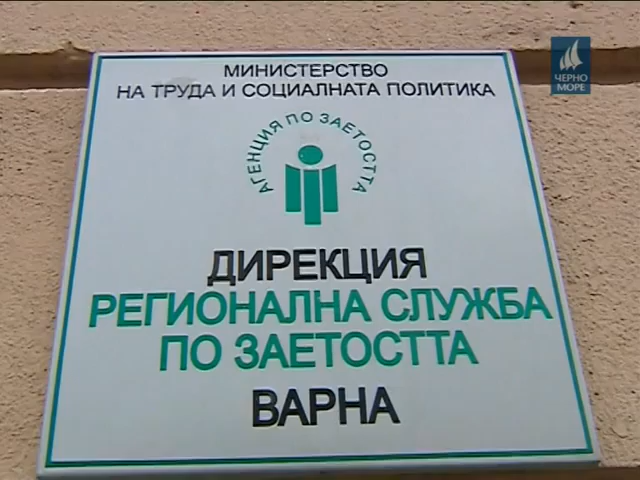 МИНИСТЕРСТВО
НА ТРУДА И СОЦИАЛНАТА ПОЛИТИКА
АГЕНЦИЯ ПО ЗАЕТОСТТА
ДИРЕКЦИЯ
РЕГИОНАЛНА СЛУЖБА
ПО ЗАЕТОСТТА
ВАРНА
ЧЕРНО
МОРЕ